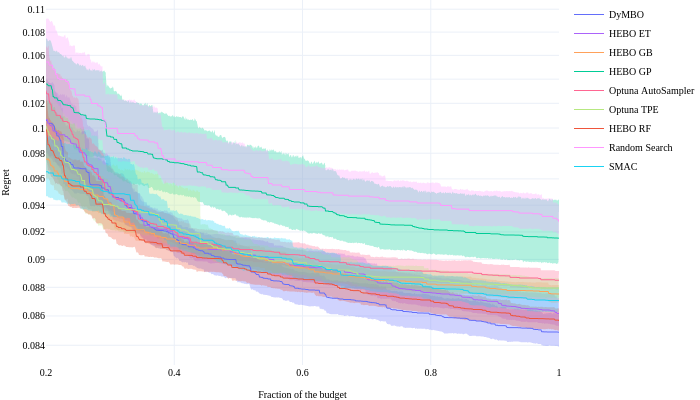 0.11
0.108
0.106
0.104
0.102
0.1
0.098
0.096
0.094
0.092
0.09
0.088
0.086
0.084
Regret
0.2
0.4
0.6
0.8
1
Fraction of the budget
DyMBO
HEBO ET
HEBO GB
HEBO GP
Optuna AutoSampler
Optuna TPE
HEBO RF
Random Search
SMAC